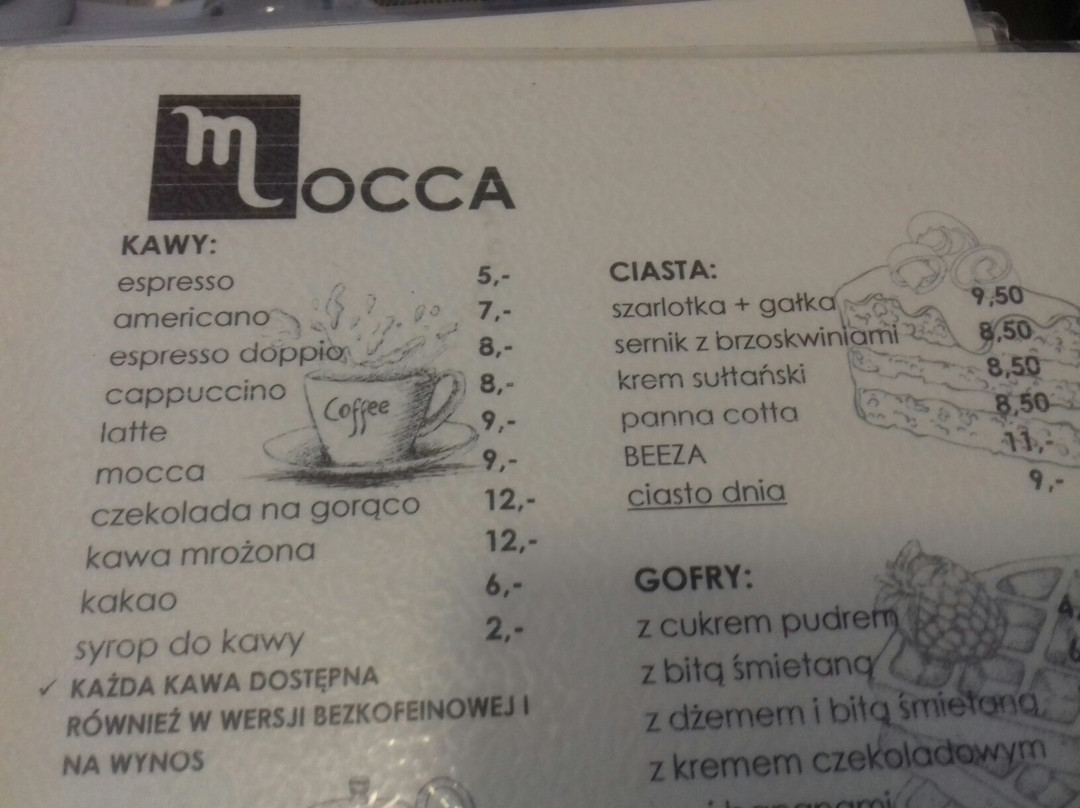 mOCCA
KAWY:
espresso 5,-
americano 7,-
espresso doppio 8,-
cappuccino 8,-
latte 9,-
mocca 9,-
czekolada na gorąco 12,-
kawa mrożona 12,-
kakao 6,-
syrop do kawy 2,-
✓ KAŻDA KAWA DOSTĘPNA
RÓWNIEŻ W WERSJI BEZKOFEINOWEJ I
NA WYNOS
Coffee
CIASTA:
szarlotka + gałka 9,50
sernik z brzoskwiniami 8,50
krem sułtański 8,50
panna cotta 8,50
BEEZA 11,-
ciasto dnia 9,-
GOFRY:
z cukrem pudrem
z bitą śmietaną
z dżemem i bitą śmietaną
z kremem czekoladowym
i bananami